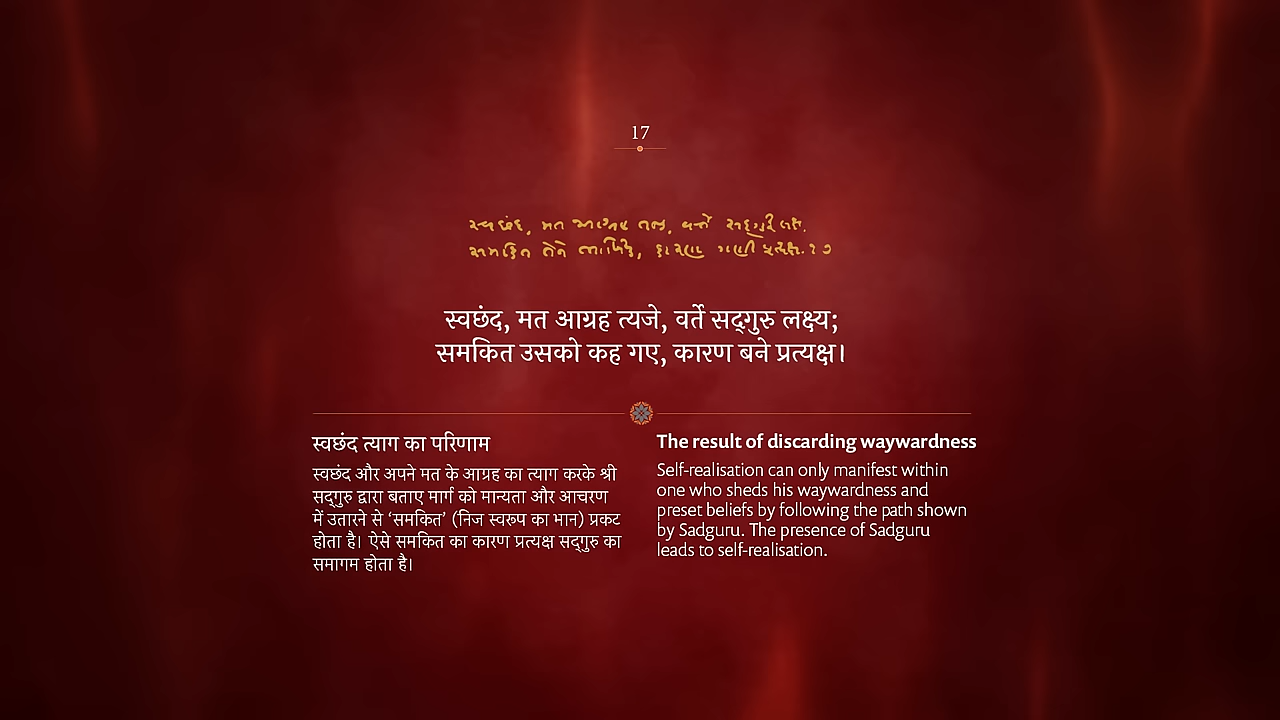 17
स्वछंद, मत आग्रह त्यजे, वर्ते सद्‌गुरु लक्ष्य;
समकित उसको कह गए, कारण बने प्रत्यक्ष।
स्वछंद त्याग का परिणाम
स्वछंद और अपने मत के आग्रह का त्याग करके श्री
सद्‌गुरु द्वारा बताए मार्ग को मान्यता और आचरण
में उतारने से ‘समकित’ (निज स्वरूप का भान) प्रकट
होता है। ऐसे समकित का कारण प्रत्यक्ष सद्‌गुरु का
समागम होता है।
The result of discarding waywardness
Self-realisation can only manifest within
one who sheds his waywardness and
preset beliefs by following the path shown
by Sadguru. The presence of Sadguru
leads to self-realisation.